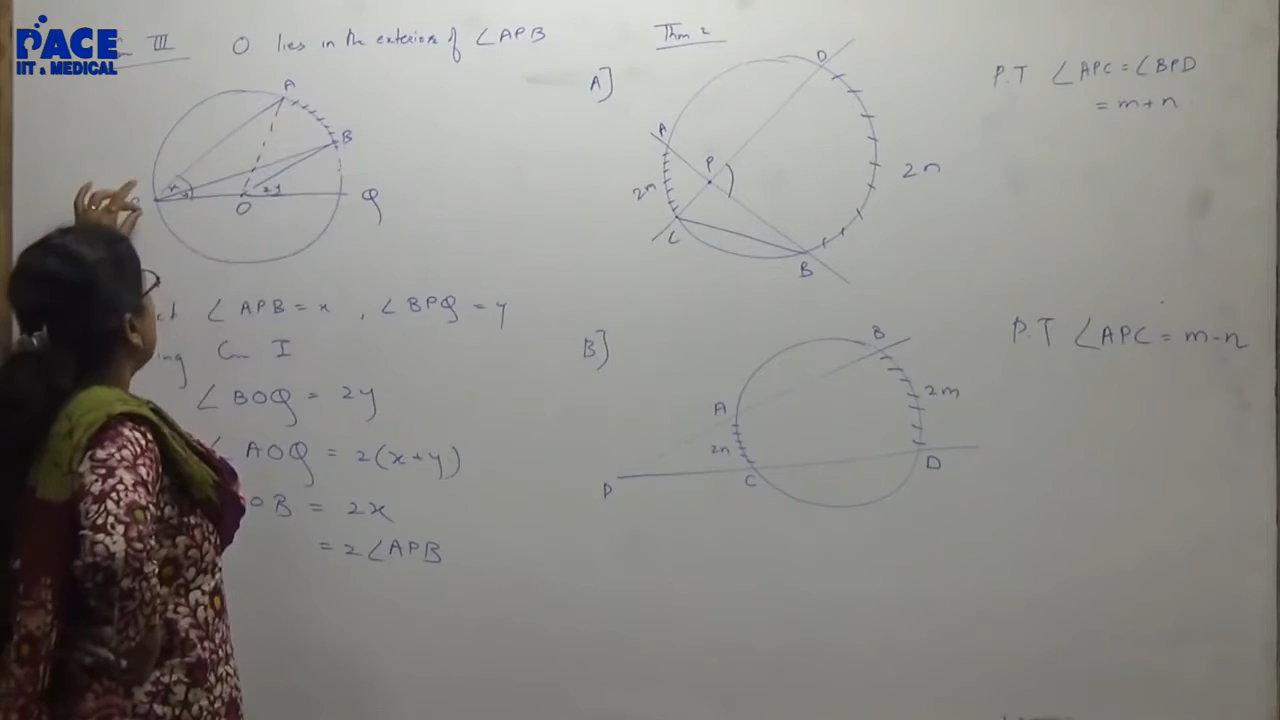 PACE
IIT & MEDICAL
III O lies in the exterior of ∠APB
A
B
x
2y
O
Q
∠APB = x , ∠BPQ = y
I
∠BOQ = 2y
∠AOQ = 2(x+y)
OB = 2x
= 2∠APB
Thm 2
A]
D
A
P
2m
2n
C
B
P.T ∠APC = ∠BPD
= m+n
B]
B
A
2m
2n
P
C
D
P.T ∠APC = m-n